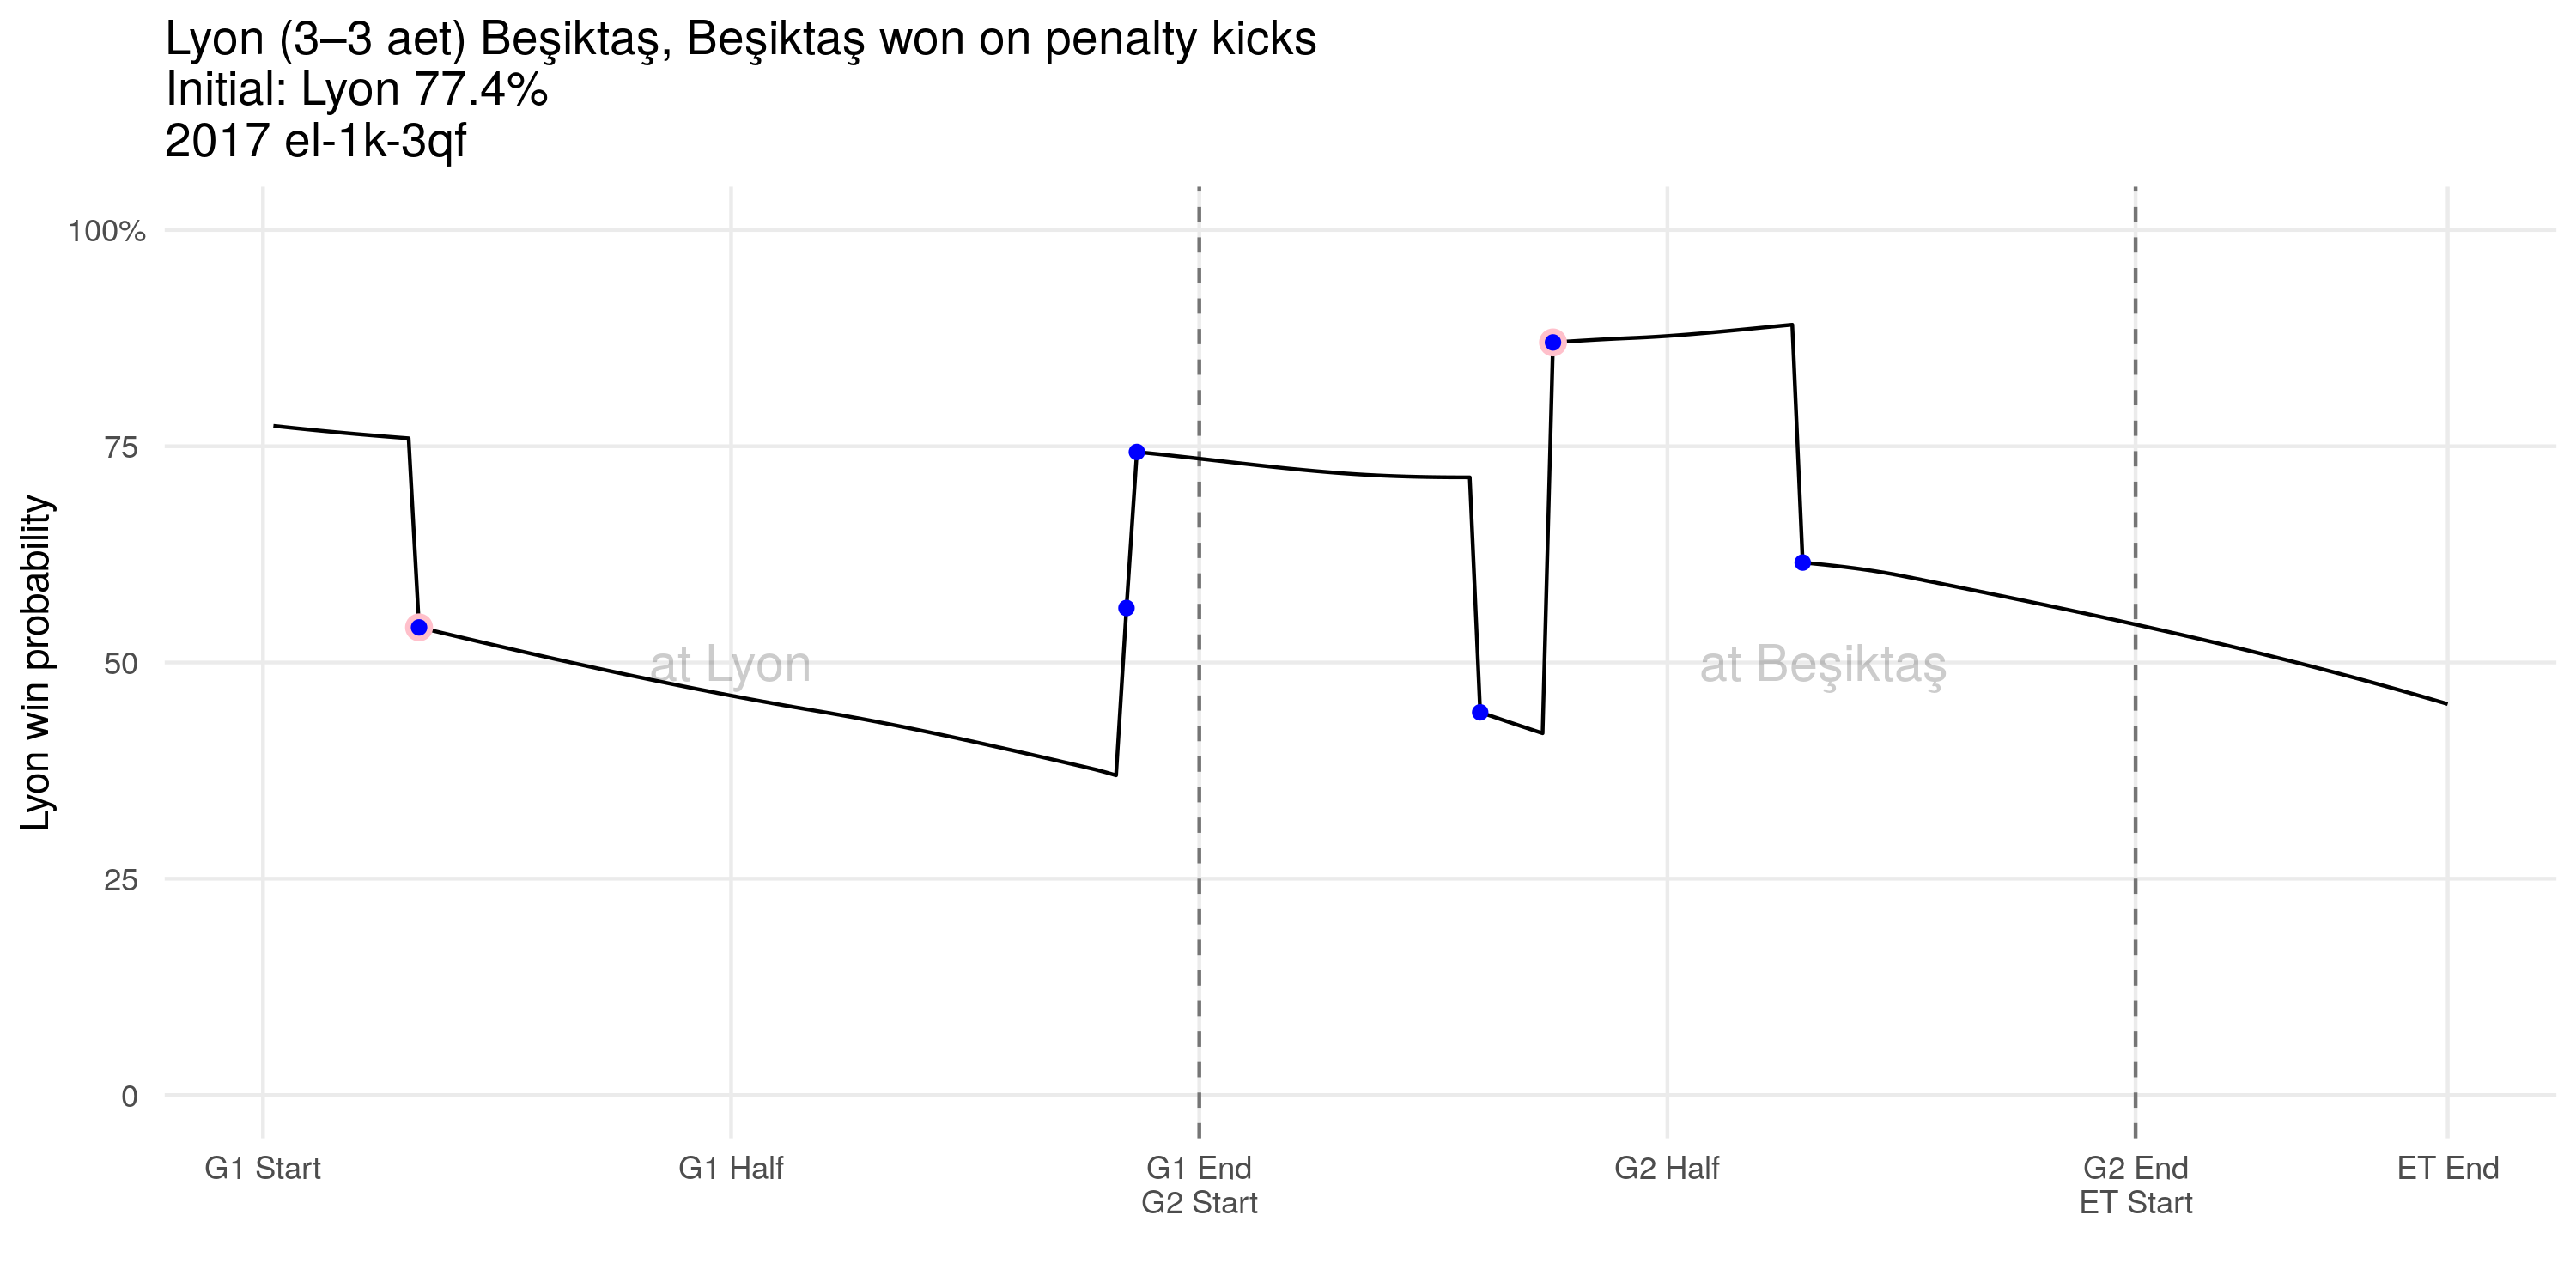 Lyon (3–3 aet) Beşiktaş, Beşiktaş won on penalty kicks
Initial: Lyon 77.4%
2017 el-1k-3qf
Lyon win probability
100%
75
50
25
0
at Lyon
at Beşiktaş
G1 Start
G1 Half
G1 End
G2 Start
G2 Half
G2 End
ET Start
ET End